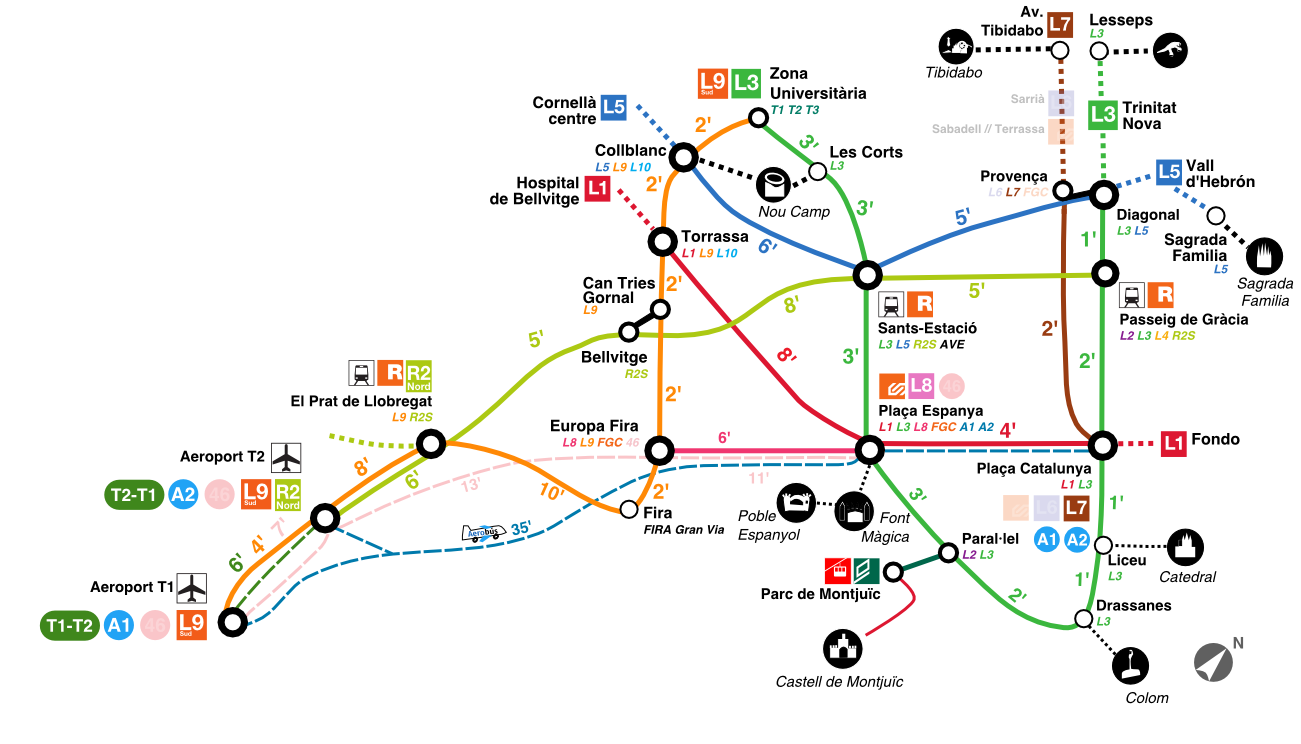 Av.
Tibidabo L7
Lesseps
L3
Tibidabo
Sarrià
L6
Sabadell // Terrassa
L3 Trinitat
Nova
L9 L3 Zona
Sud
Universitària
T1 T2 T3
Cornellà
centre L5
2'
3'
Les Corts
L3
Collblanc
L5 L9 L10
Nou Camp
Provença
L6 L7 FGC
L5 Vall
d'Hebrón
Hospital
de Bellvitge L1
2'
3'
6'
5'
Diagonal
L3 L5
Sagrada
Familia
L5
Sagrada
Familia
1'
Torrassa
L1 L9 L10
Can Tries
Gornal
L9
2'
8'
5'
R
Sants-Estació
L3 L5 R2S AVE
R
Passeig de Gràcia
L2 L3 L4 R2S
5'
Bellvitge
R2S
8'
3'
2'
2'
R R2
Nord
El Prat de Llobregat
L9 R2S
2'
L8 46
Plaça Espanya
L1 L3 L8 FGC A1 A2
Europa Fira
L8 L9 FGC 46
6'
4'
L1 Fondo
Aeroport T2
T2-T1 A2 46 L9 R2
Sud Nord
8'
6'
13'
10'
2'
11'
Plaça Catalunya
L1 L3
L6 L7
A1 A2
1'
Fira
FIRA Gran Via
Poble
Espanyol
Font
Màgica
3'
Aerobús
35'
7'
4'
6'
Paral·lel
L2 L3
Liceu
L3
Catedral
Aeroport T1
T1-T2 A1 46 L9
Sud
Parc de Montjuïc
2'
1'
Drassanes
L3
Castell de Montjuïc
Colom
N